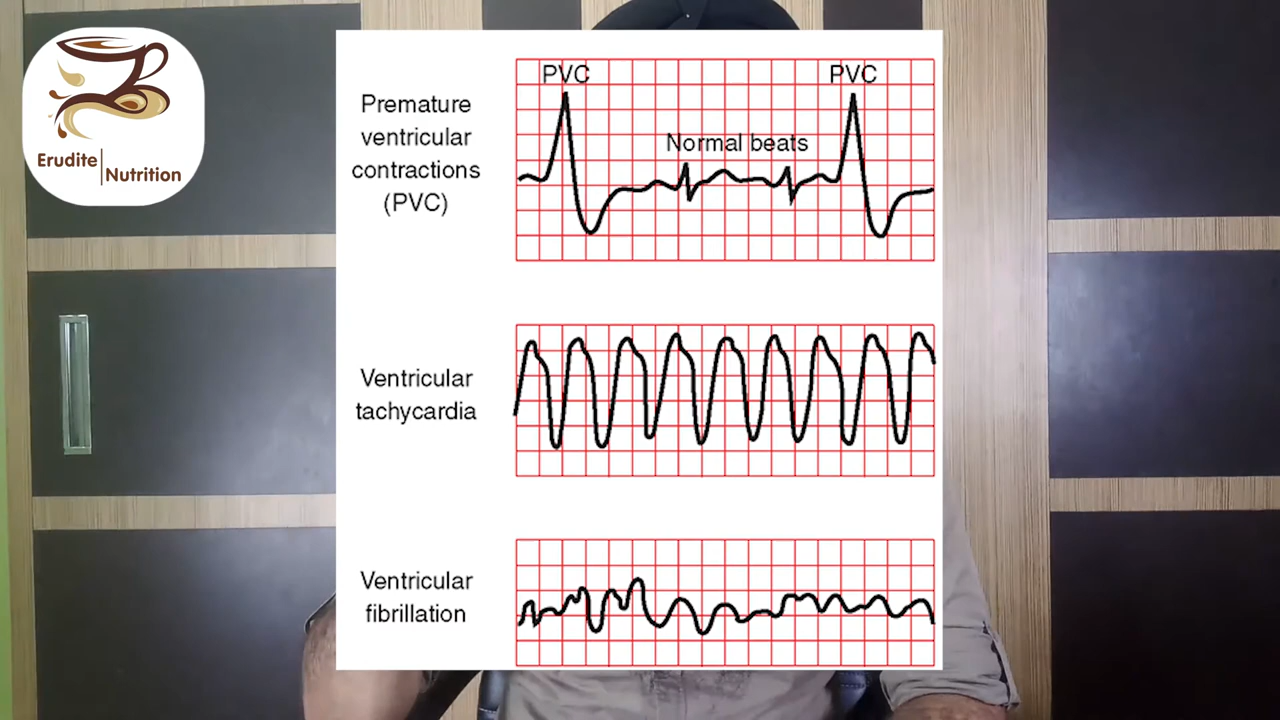 Erudite
Nutrition
Premature
ventricular
contractions
(PVC)
PVC
PVC
Normal beats
Ventricular
tachycardia
Ventricular
fibrillation